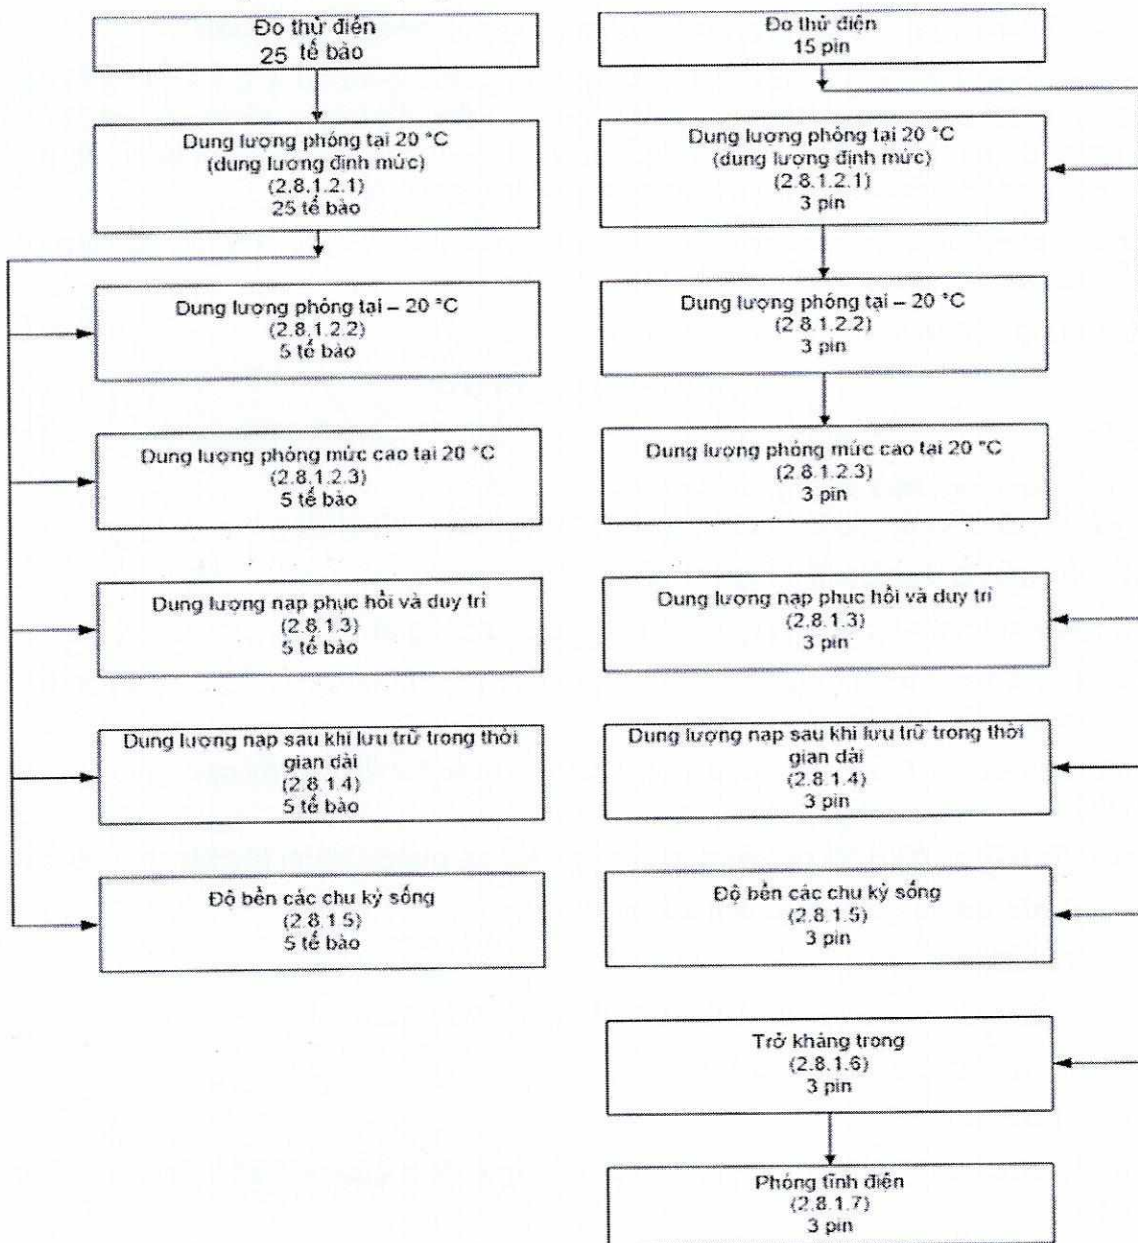 Đo thử điện
25 tế bào
Dung lượng phóng tại 20 °C
(dung lượng định mức)
(2.8.1.2.1)
25 tế bào
Dung lượng phóng tại – 20 °C
(2.8.1.2.2)
5 tế bào
Dung lượng phóng mức cao tại 20 °C
(2.8.1.2.3)
5 tế bào
Dung lượng nạp phục hồi và duy trì
(2.8.1.3)
5 tế bào
Dung lượng nạp sau khi lưu trữ trong thời
gian dài
(2.8.1.4)
5 tế bào
Độ bền các chu kỳ sống
(2.8.1.5)
5 tế bào
Đo thử điện
15 pin
Dung lượng phóng tại 20 °C
(dung lượng định mức)
(2.8.1.2.1)
3 pin
Dung lượng phóng tại – 20 °C
(2.8.1.2.2)
3 pin
Dung lượng phóng mức cao tại 20 °C
(2.8.1.2.3)
3 pin
Dung lượng nạp phục hồi và duy trì
(2.8.1.3)
3 pin
Dung lượng nạp sau khi lưu trữ trong thời
gian dài
(2.8.1.4)
3 pin
Độ bền các chu kỳ sống
(2.8.1.5)
3 pin
Trở kháng trong
(2.8.1.6)
3 pin
Phóng tĩnh điện
(2.8.1.7)
3 pin